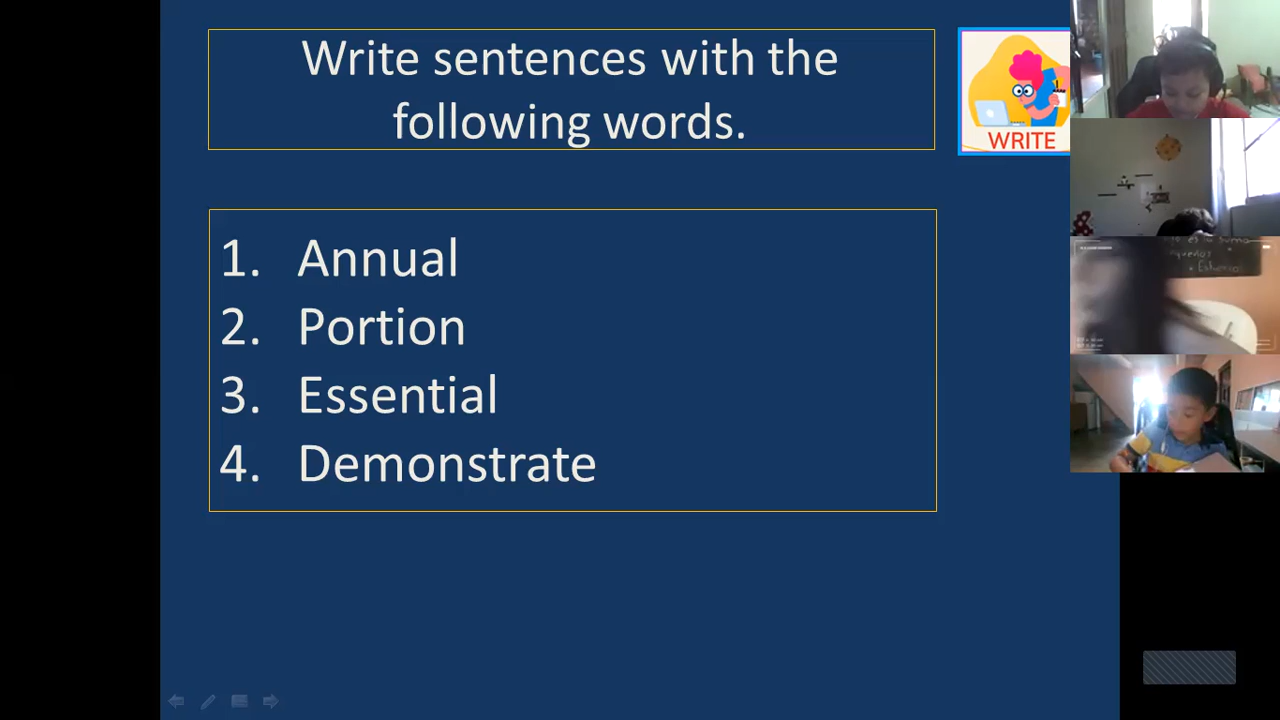 Write sentences with the
following words.
WRITE
1. Annual
2. Portion
3. Essential
4. Demonstrate